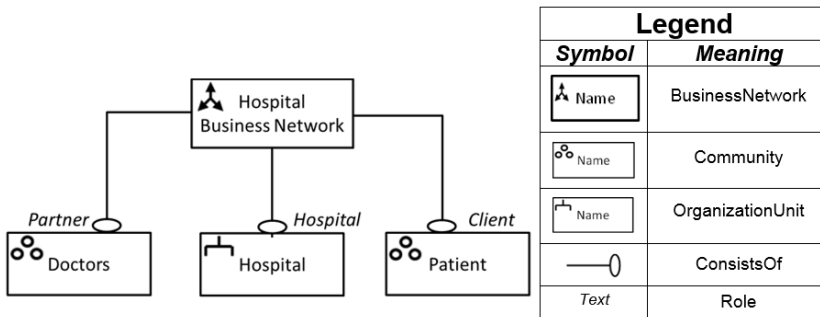 Hospital
Business Network
Partner
Hospital
Client
Doctors
Hospital
Patient
Legend
Symbol Meaning
Name BusinessNetwork
Name Community
Name OrganizationUnit
ConsistsOf
Text Role